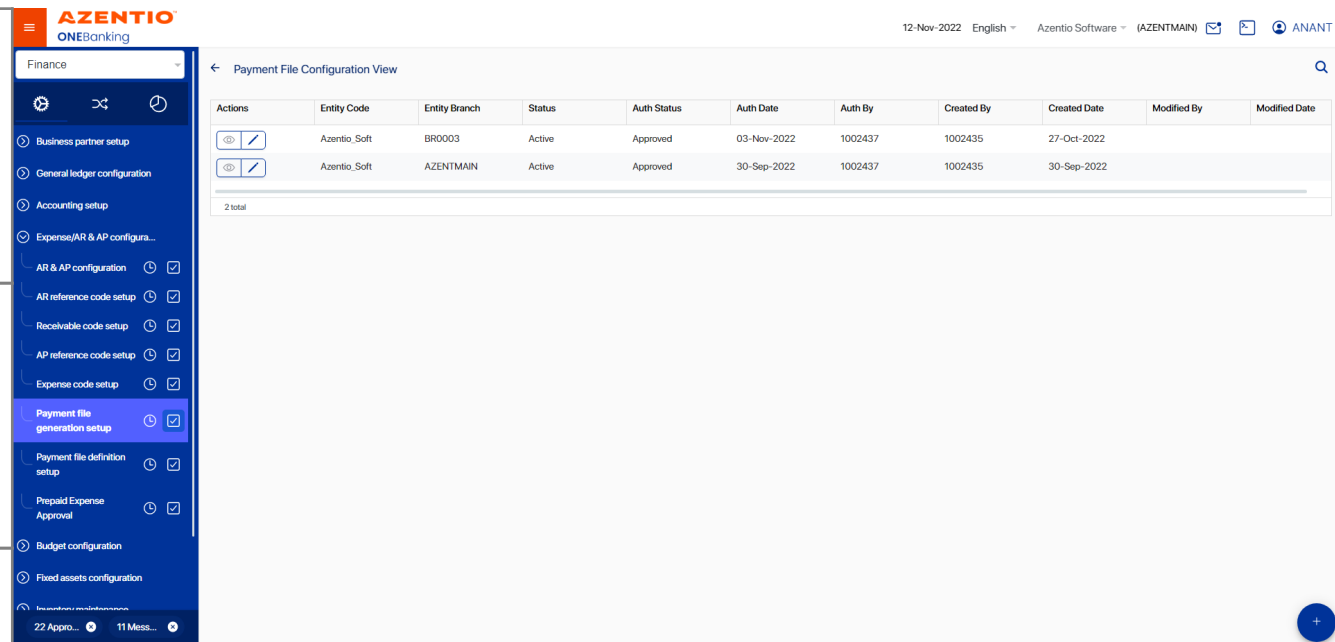 AZENTIO
ONEBanking
12-Nov-2022 English Azentio Software (AZENTMAIN) ANANT
Finance
Payment File Configuration View
Actions Entity Code Entity Branch Status Auth Status Auth Date Auth By Created By Created Date Modified By Modified Date
Azentio_Soft BR0003 Active Approved 03-Nov-2022 1002437 1002435 27-Oct-2022
Azentio_Soft AZENTMAIN Active Approved 30-Sep-2022 1002437 1002435 30-Sep-2022
2 total
Business partner setup
General ledger configuration
Accounting setup
Expense/AR & AP configura...
AR & AP configuration
AR reference code setup
Receivable code setup
AP reference code setup
Expense code setup
Payment file
generation setup
Payment file definition
setup
Prepaid Expense
Approval
Budget configuration
Fixed assets configuration
Inventory maintenance
22 Appro... 11 Mess...